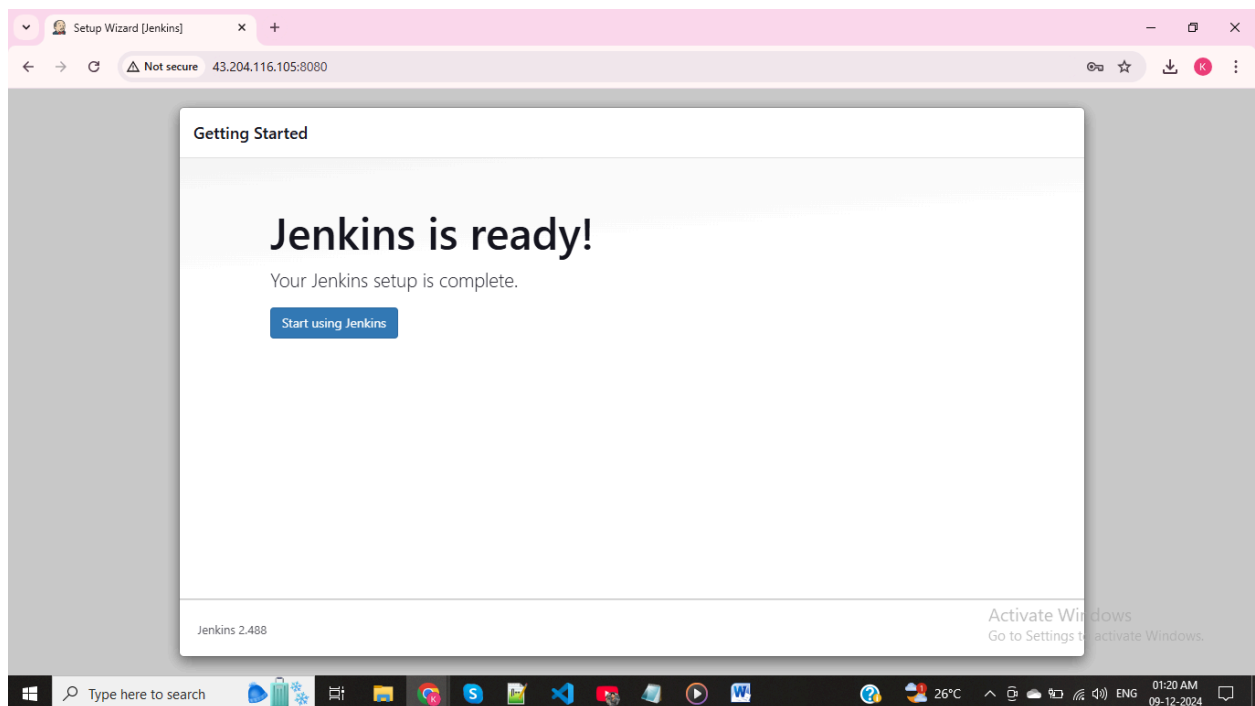 Setup Wizard [Jenkins]
Not secure 43.204.116.105:8080
K
Getting Started
Jenkins is ready!
Your Jenkins setup is complete.
Start using Jenkins
Jenkins 2.488
Activate Windows
Go to Settings to activate Windows.
Type here to search
26°C
ENG
01:20 AM
09-12-2024